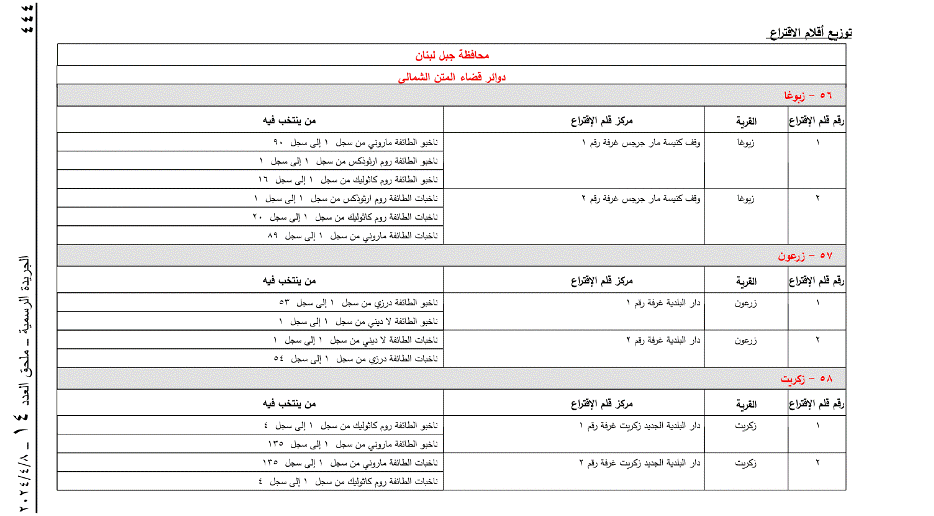 ٤٤٤
توزيع أقلام الاقتراع
محافظة جبل لبنان
دوائر قضاء المتن الشمالي
٥٦ - زبوغا
رقم قلم الإقتراع القرية مركز قلم الإقتراع من ينتخب فيه
١ زبوغا وقف كنيسة مار جرجس غرفة رقم ١ ناخبو الطائفة ماروني من سجل ١ إلى سجل ٩٠
ناخبو الطائفة روم ارثوذكس من سجل ١ إلى سجل ١
ناخبو الطائفة روم كاثوليك من سجل ١ إلى سجل ١٦
٢ زبوغا وقف كنيسة مار جرجس غرفة رقم ٢ ناخبات الطائفة روم ارثوذكس من سجل ١ إلى سجل ١
ناخبات الطائفة روم كاثوليك من سجل ١ إلى سجل ٢٠
ناخبات الطائفة ماروني من سجل ١ إلى سجل ٨٩
٥٧ - زرعون
رقم قلم الإقتراع القرية مركز قلم الإقتراع من ينتخب فيه
١ زرعون دار البلدية غرفة رقم ١ ناخبو الطائفة درزي من سجل ١ إلى سجل ٥٣
ناخبو الطائفة لا ديني من سجل ١ إلى سجل ١
٢ زرعون دار البلدية غرفة رقم ٢ ناخبات الطائفة لا ديني من سجل ١ إلى سجل ١
ناخبات الطائفة درزي من سجل ١ إلى سجل ٥٤
٥٨ - زكريت
رقم قلم الإقتراع القرية مركز قلم الإقتراع من ينتخب فيه
١ زكريت دار البلدية الجديد زكريت غرفة رقم ١ ناخبو الطائفة روم كاثوليك من سجل ١ إلى سجل ٤
ناخبو الطائفة ماروني من سجل ١ إلى سجل ١٣٥
٢ زكريت دار البلدية الجديد زكريت غرفة رقم ٢ ناخبات الطائفة ماروني من سجل ١ إلى سجل ١٣٥
ناخبات الطائفة روم كاثوليك من سجل ١ إلى سجل ٤
الجريدة الرسمية - ملحق العدد ١٤ - ٢٠٢٤/٤/٨